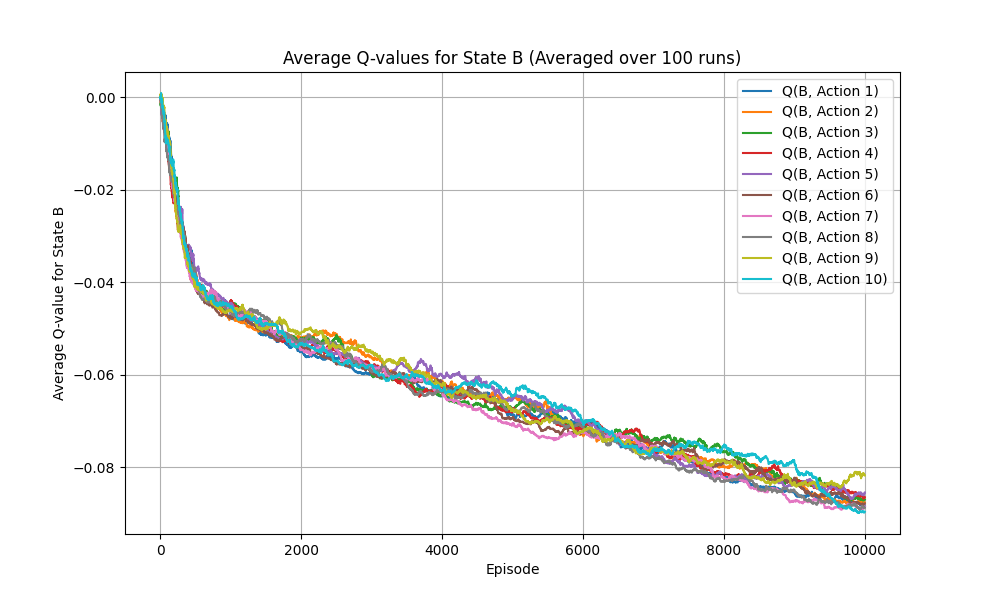 Average Q-values for State B (Averaged over 100 runs)
0.00
−0.02
−0.04
−0.06
−0.08
Average Q-value for State B
Q(B, Action 1)
Q(B, Action 2)
Q(B, Action 3)
Q(B, Action 4)
Q(B, Action 5)
Q(B, Action 6)
Q(B, Action 7)
Q(B, Action 8)
Q(B, Action 9)
Q(B, Action 10)
0
2000
4000
6000
8000
10000
Episode